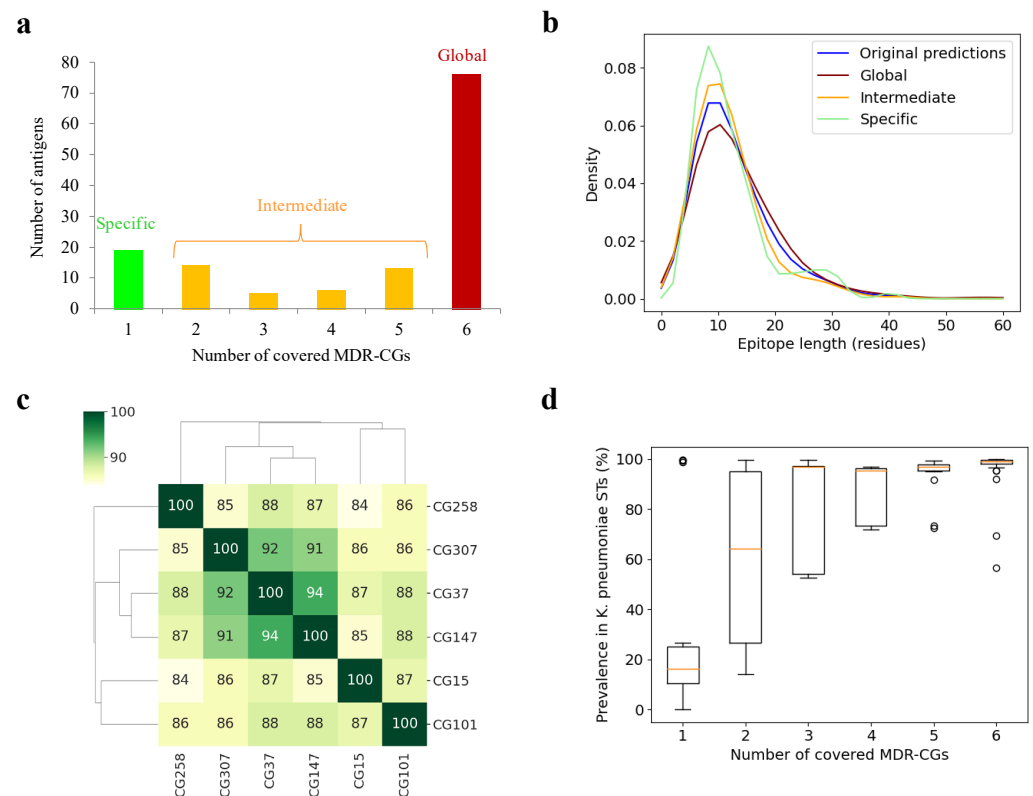 a
Number of antigens
80
70
60
50
40
30
20
10
0
Specific
Intermediate
Global
1 2 3 4 5 6
Number of covered MDR-CGs
b
Density
0.08
0.06
0.04
0.02
0.00
Original predictions
Global
Intermediate
Specific
0 10 20 30 40 50 60
Epitope length (residues)
c
100
90
100 85 88 87 84 86 CG258
85 100 92 91 86 86 CG307
88 92 100 94 87 88 CG37
87 91 94 100 85 88 CG147
84 86 87 85 100 87 CG15
86 86 88 88 87 100 CG101
CG258 CG307 CG37 CG147 CG15 CG101
d
Prevalence in K. pneumoniae STs (%)
100
80
60
40
20
0
1 2 3 4 5 6
Number of covered MDR-CGs